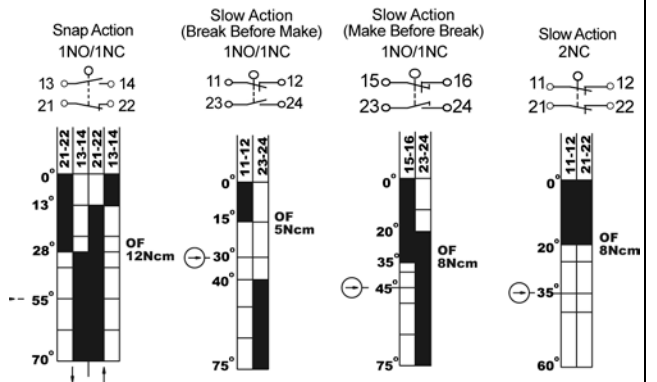 Snap Action
1NO/1NC
13 14
21 22
21-22 13-14 21-22 13-14
0°
13°
28°
55°
70°
OF
12Ncm
Slow Action
(Break Before Make)
1NO/1NC
11 12
23 24
11-12 23-24
0°
15°
30°
40°
75°
OF
5Ncm
Slow Action
(Make Before Break)
1NO/1NC
15 16
23 24
15-16 23-24
0°
20°
35°
45°
75°
OF
8Ncm
Slow Action
2NC
11 12
21 22
11-12 21-22
0°
20°
35°
60°
OF
8Ncm